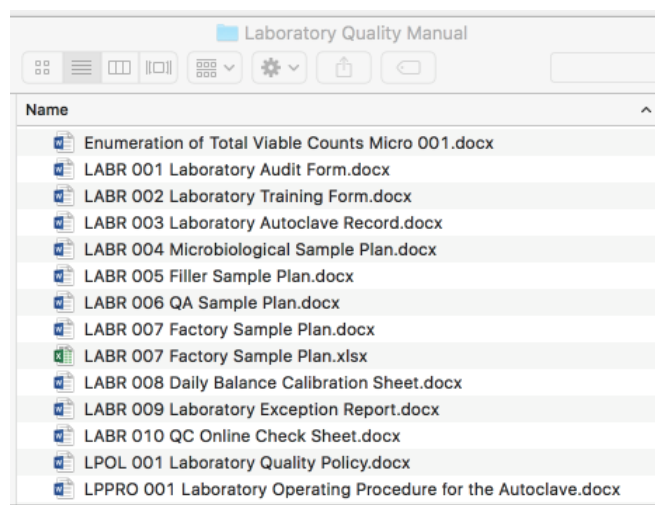 Laboratory Quality Manual
Name
Enumeration of Total Viable Counts Micro 001.docx
LABR 001 Laboratory Audit Form.docx
LABR 002 Laboratory Training Form.docx
LABR 003 Laboratory Autoclave Record.docx
LABR 004 Microbiological Sample Plan.docx
LABR 005 Filler Sample Plan.docx
LABR 006 QA Sample Plan.docx
LABR 007 Factory Sample Plan.docx
LABR 007 Factory Sample Plan.xlsx
LABR 008 Daily Balance Calibration Sheet.docx
LABR 009 Laboratory Exception Report.docx
LABR 010 QC Online Check Sheet.docx
LPOL 001 Laboratory Quality Policy.docx
LPPRO 001 Laboratory Operating Procedure for the Autoclave.docx